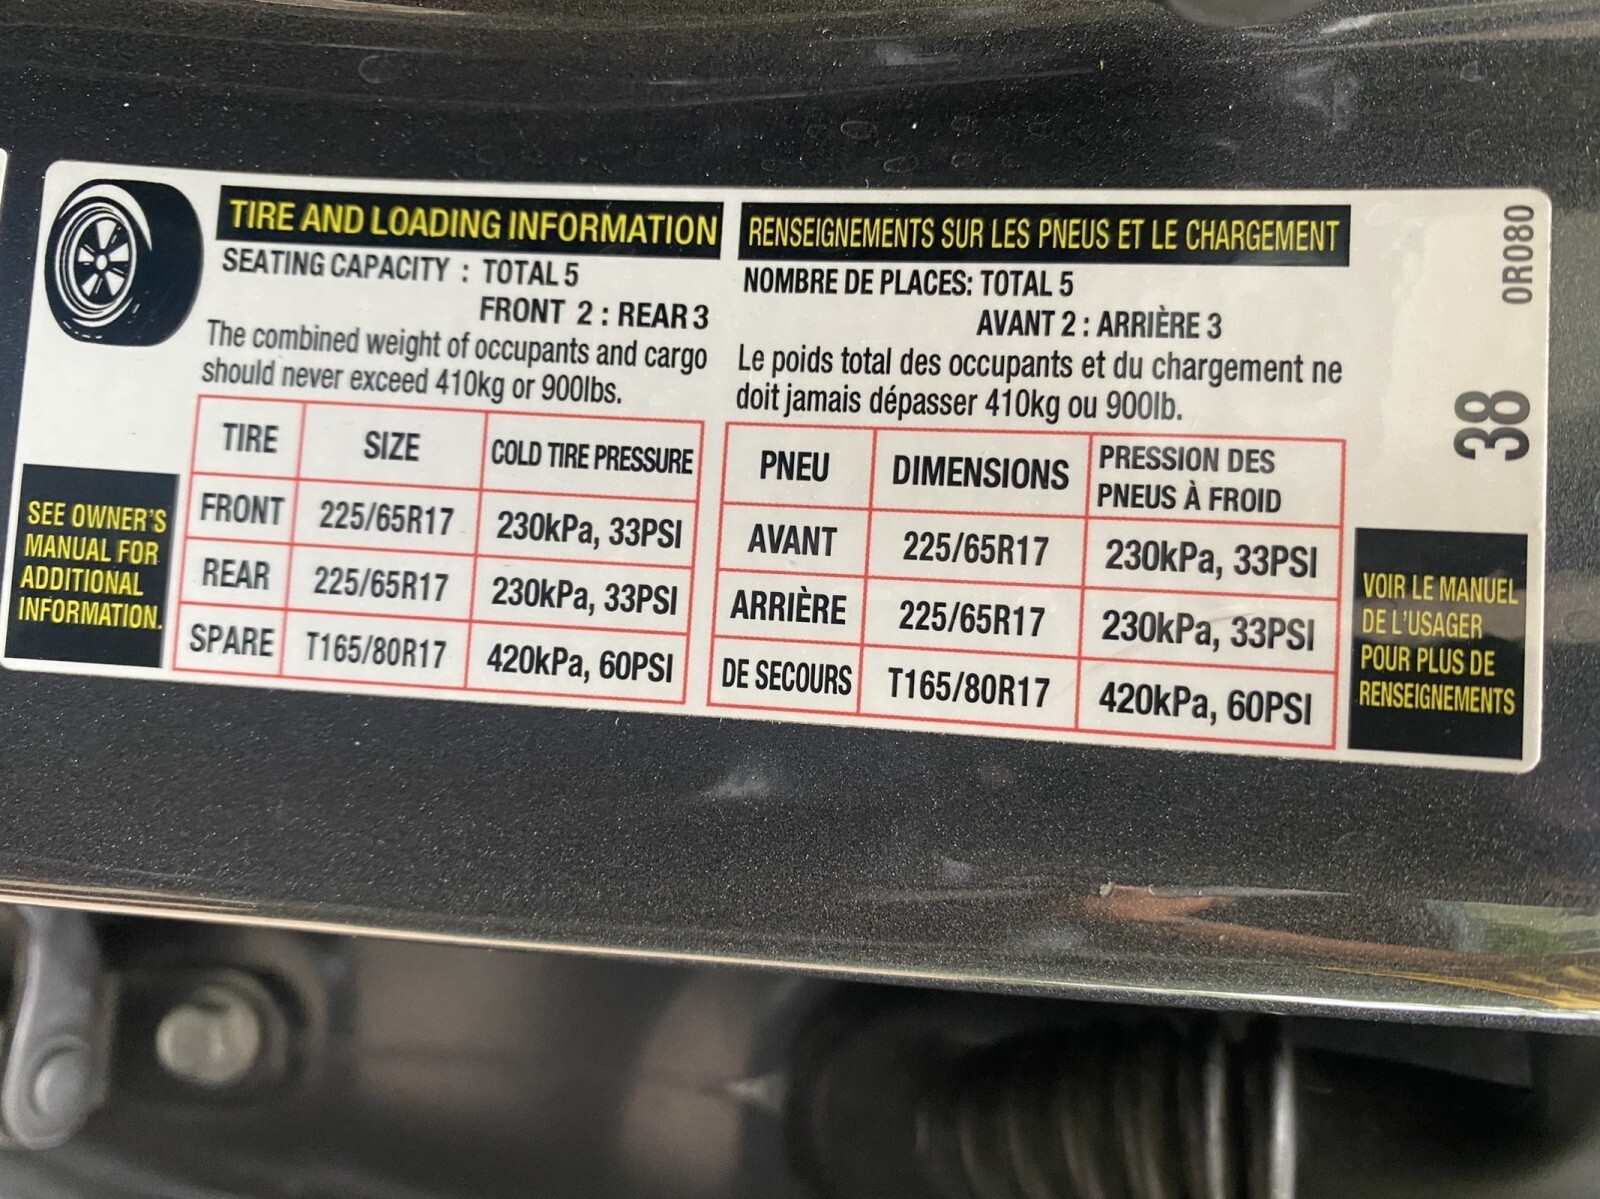 TIRE AND LOADING INFORMATION
SEATING CAPACITY : TOTAL 5
FRONT 2 : REAR 3
The combined weight of occupants and cargo
should never exceed 410kg or 900lbs.
TIRE SIZE COLD TIRE PRESSURE
FRONT 225/65R17 230kPa, 33PSI
REAR 225/65R17 230kPa, 33PSI
SPARE T165/80R17 420kPa, 60PSI
SEE OWNER'S
MANUAL FOR
ADDITIONAL
INFORMATION.
RENSEIGNEMENTS SUR LES PNEUS ET LE CHARGEMENT
NOMBRE DE PLACES: TOTAL 5
AVANT 2 : ARRIÈRE 3
Le poids total des occupants et du chargement ne
doit jamais dépasser 410kg ou 900lb.
PNEU DIMENSIONS PRESSION DES
PNEUS À FROID
AVANT 225/65R17 230kPa, 33PSI
ARRIÈRE 225/65R17 230kPa, 33PSI
DE SECOURS T165/80R17 420kPa, 60PSI
VOIR LE MANUEL
DE L'USAGER
POUR PLUS DE
RENSEIGNEMENTS
38
0R080